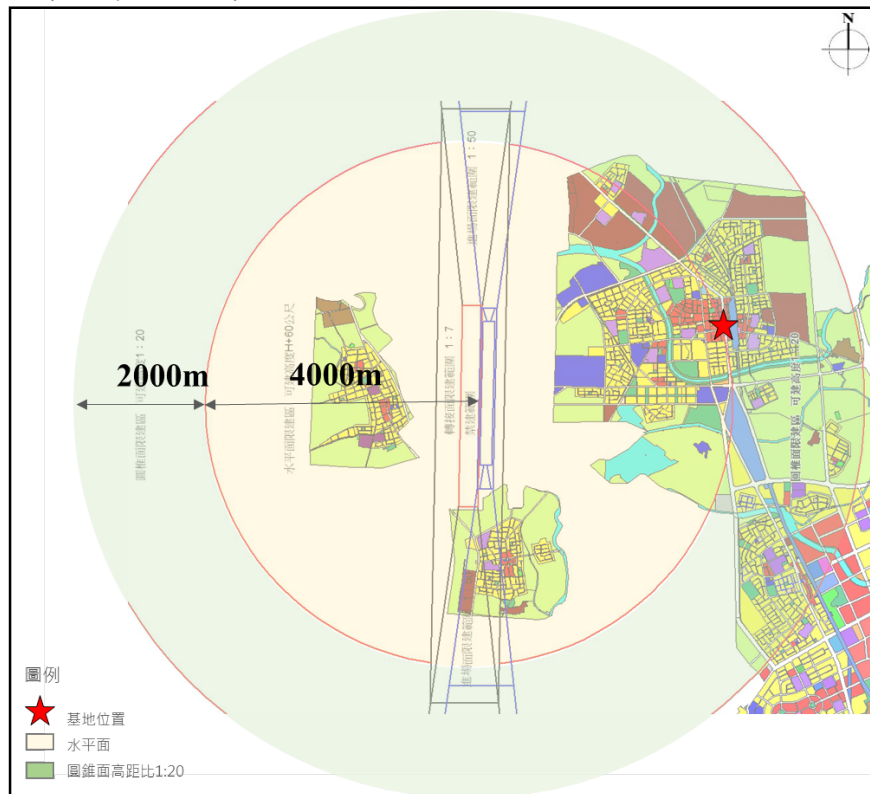 N
進場面限建範圍 1：50
圓錐面限建區 可建高度1：20
水平面限建區 可建高度H+60公尺
轉接面限建範圍 1：7
禁建範圍
2000m
4000m
圓錐面限建區 可建高度1：20
進場面限建範圍
圖例
基地位置
水平面
圓錐面高距比1:20